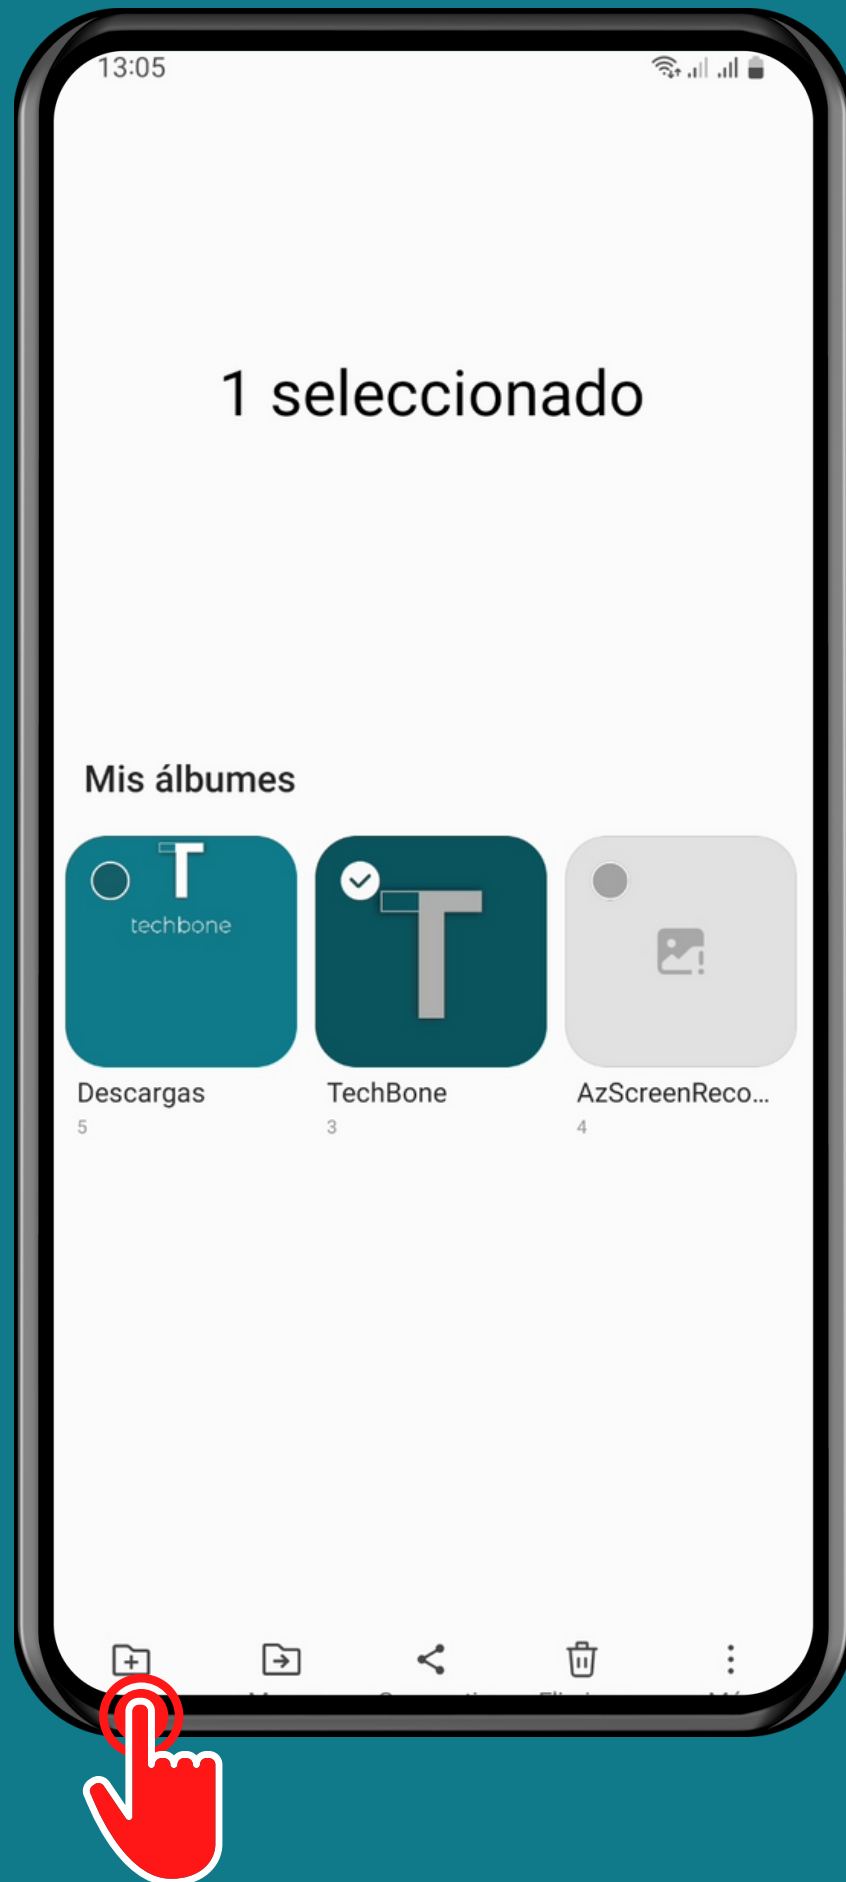 13:05
1 seleccionado
Mis álbumes
T
techbone
T
Descargas
TechBone
AzScreenReco...
5
3
4